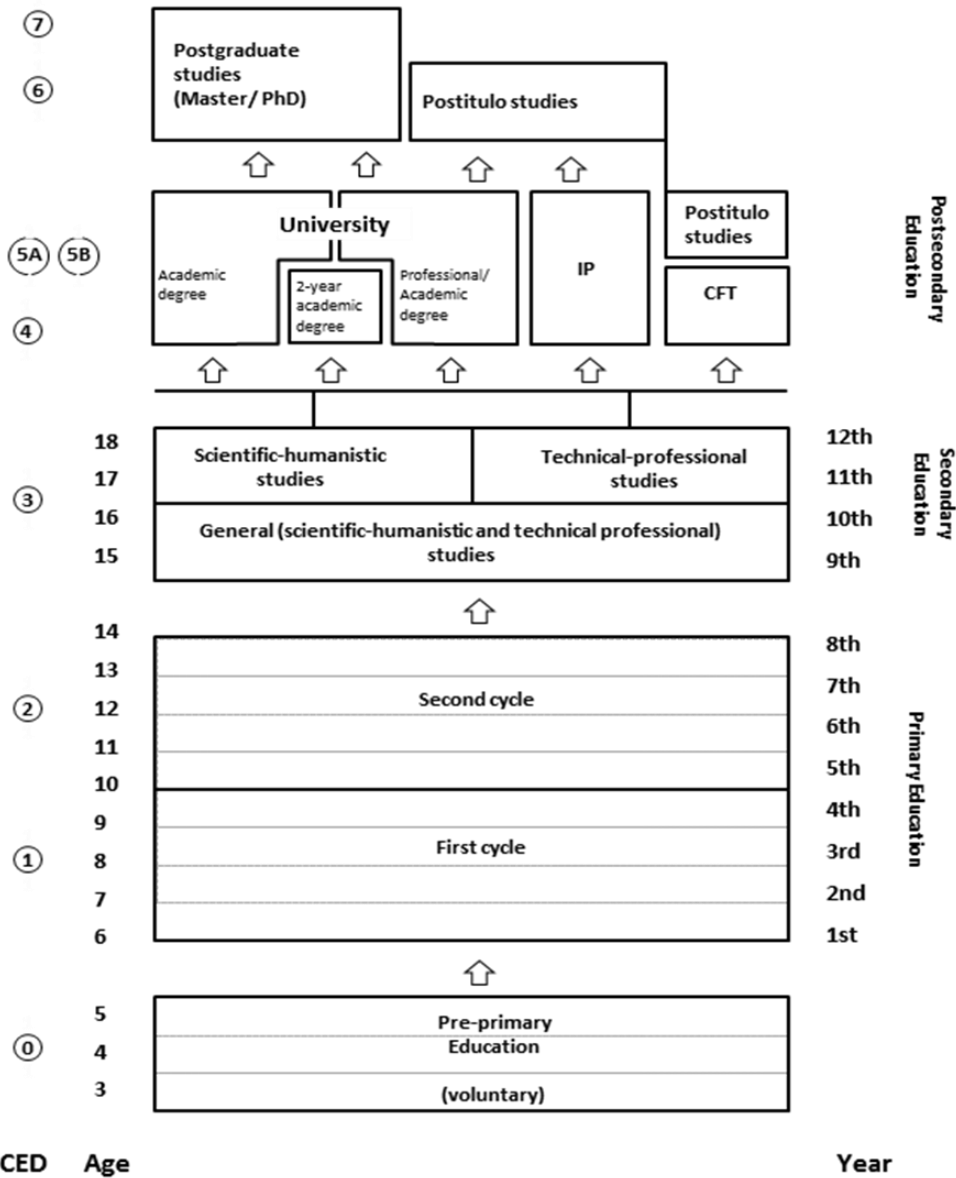 7
Postgraduate
studies
(Master/ PhD)
6
Postitulo studies
University
Postitulo
studies
5A 5B
Academic
degree
2-year
academic
degree
Professional/
Academic
degree
IP
CFT
4
Postsecondary
Education
18
Scientific-humanistic
studies
Technical-professional
studies
12th
17
11th
3
16
General (scientific-humanistic and technical professional)
studies
10th
15
9th
Secondary
Education
14
8th
13
7th
2
12
Second cycle
6th
11
5th
10
4th
9
3rd
1
8
First cycle
2nd
7
1st
6
Primary Education
5
Pre-primary
Education
0
4
3
(voluntary)
CED Age Year